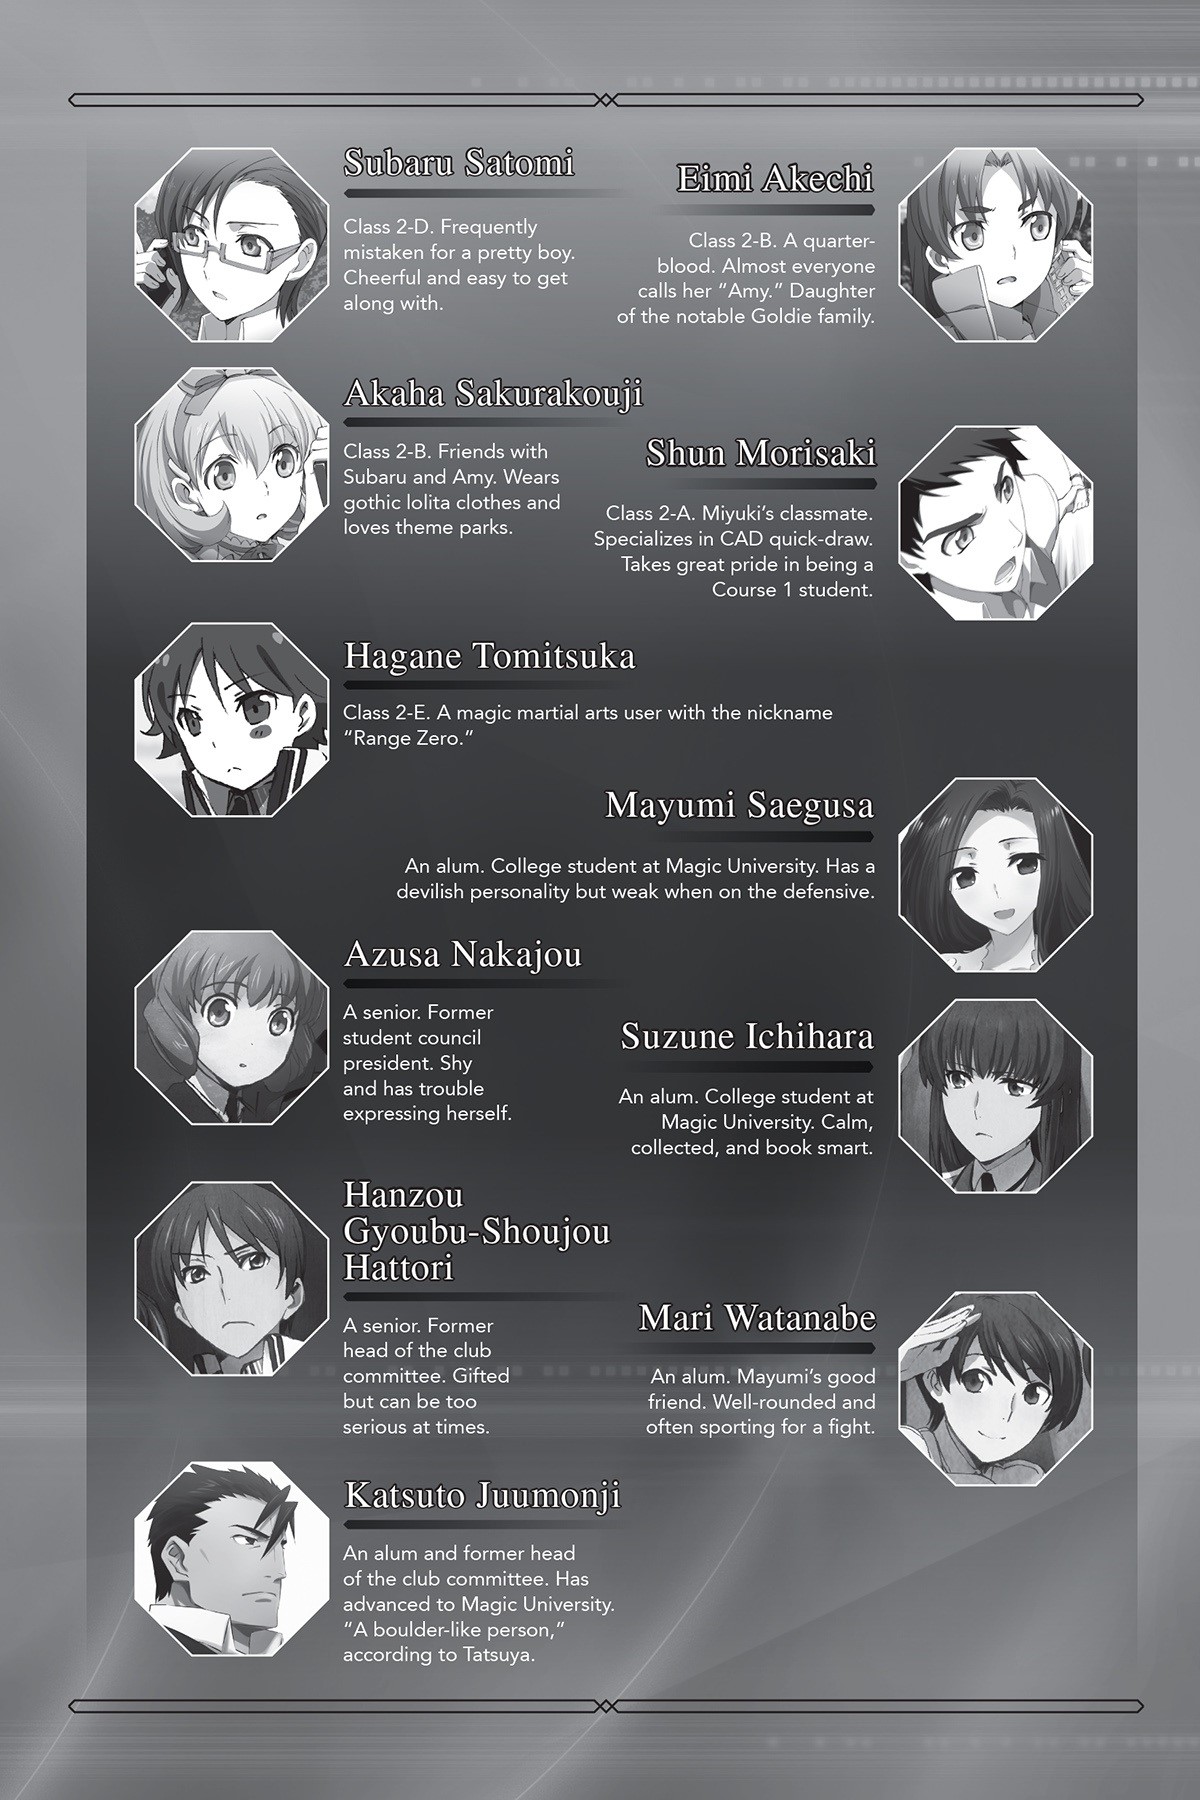 Subaru Satomi
Class 2-D. Frequently
mistaken for a pretty boy.
Cheerful and easy to get
along with.
Eimi Akechi
Class 2-B. A quarter-
blood. Almost everyone
calls her “Amy.” Daughter
of the notable Goldie family.
Akaha Sakurakouji
Class 2-B. Friends with
Subaru and Amy. Wears
gothic lolita clothes and
loves theme parks.
Shun Morisaki
Class 2-A. Miyuki’s classmate.
Specializes in CAD quick-draw.
Takes great pride in being a
Course 1 student.
Hagane Tomitsuka
Class 2-E. A magic martial arts user with the nickname
“Range Zero.”
Mayumi Saegusa
An alum. College student at Magic University. Has a
devilish personality but weak when on the defensive.
Azusa Nakajou
A senior. Former
student council
president. Shy
and has trouble
expressing herself.
Suzune Ichihara
An alum. College student at
Magic University. Calm,
collected, and book smart.
Hanzou
Gyoubu-Shoujou
Hattori
A senior. Former
head of the club
committee. Gifted
but can be too
serious at times.
Mari Watanabe
An alum. Mayumi’s good
friend. Well-rounded and
often sporting for a fight.
Katsuto Juumonji
An alum and former head
of the club committee. Has
advanced to Magic University.
“A boulder-like person,”
according to Tatsuya.